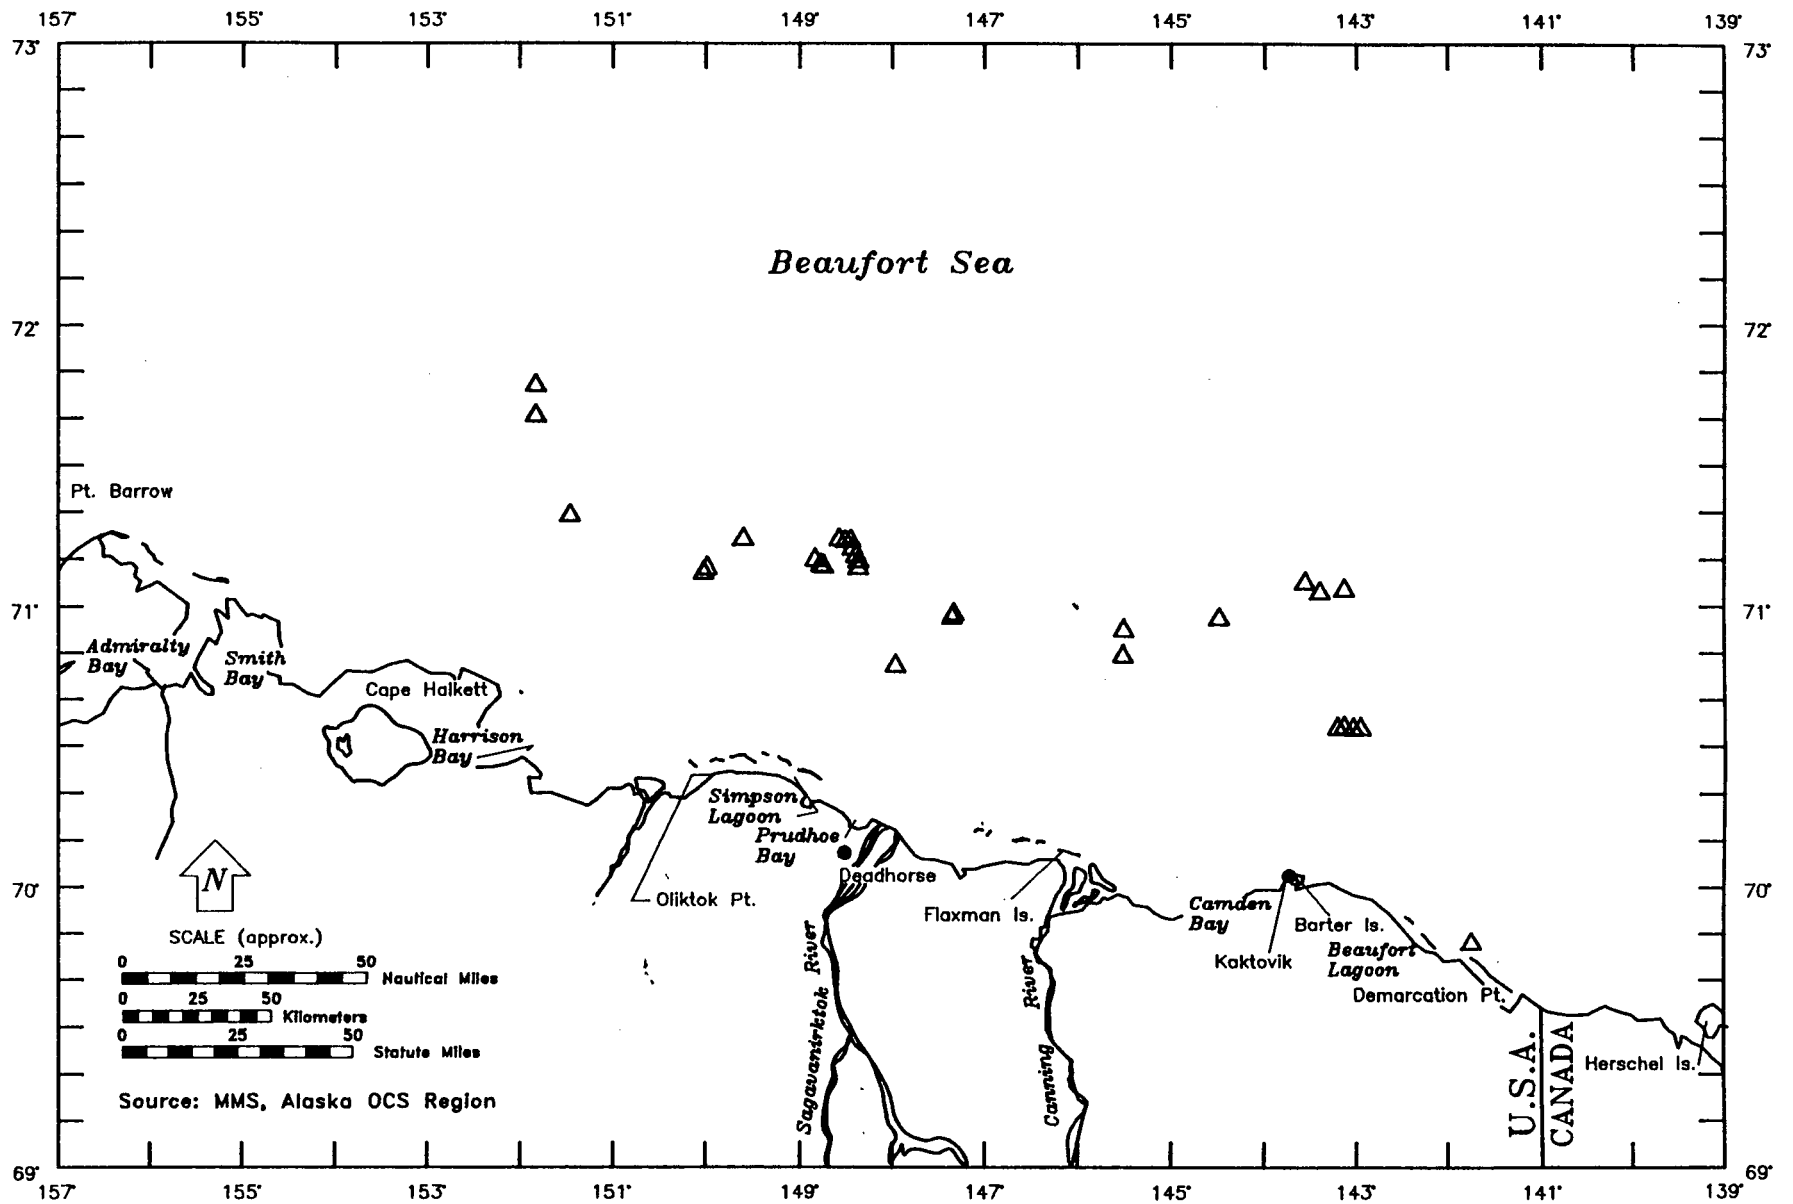 157° 155° 153° 151° 149° 147° 145° 143° 141° 139°
73° 73°
Beaufort Sea
72° 72°
Pt. Barrow
71° 71°
Admiralty
Bay
Smith
Bay
Cape Halkett
Harrison
Bay
Simpson
Lagoon
Prudhoe
Bay
Deadhorse
70° 70°
Oliktok Pt.
Flaxman Is.
Camden
Bay
Barter Is.
Kaktovik
Beaufort
Lagoon
Demarcation Pt.
Herschel Is.
Sagavanirktok River
Canning River
U.S.A.
CANADA
N
SCALE (approx.)
0 25 50
Nautical Miles
0 25 50
Kilometers
0 25 50
Statute Miles
Source: MMS, Alaska OCS Region
69° 69°
157° 155° 153° 151° 149° 147° 145° 143° 141° 139°